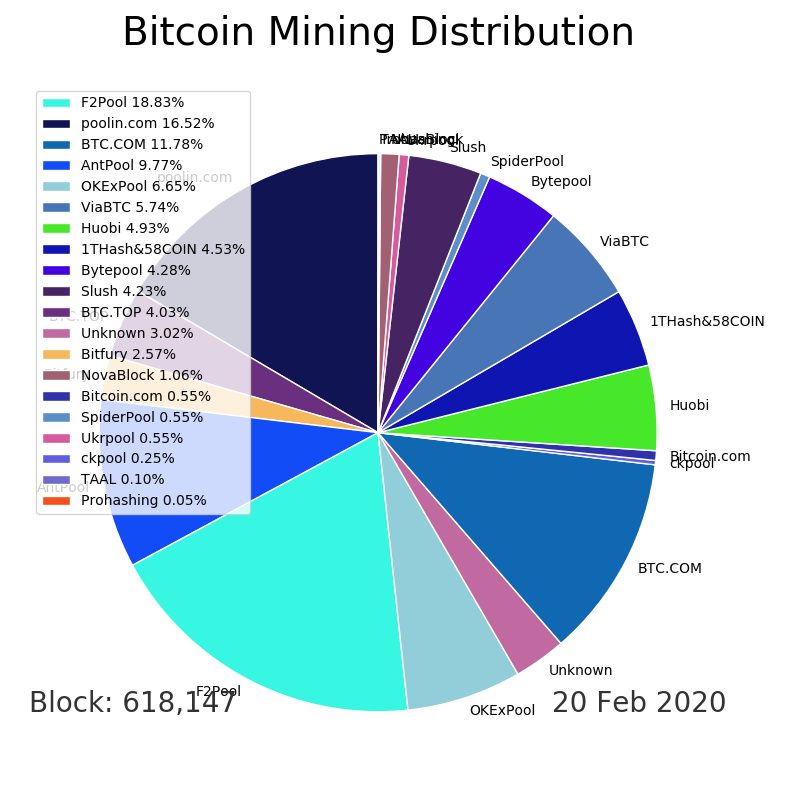 Bitcoin Mining Distribution
F2Pool 18.83%
poolin.com 16.52%
BTC.COM 11.78%
AntPool 9.77%
OKExPool 6.65%
ViaBTC 5.74%
Huobi 4.93%
1THash&58COIN 4.53%
Bytepool 4.28%
Slush 4.23%
BTC.TOP 4.03%
Unknown 3.02%
Bitfury 2.57%
NovaBlock 1.06%
Bitcoin.com 0.55%
SpiderPool 0.55%
Ukrpool 0.55%
ckpool 0.25%
TAAL 0.10%
Prohashing 0.05%
poolin.com
AntPool
Slush
SpiderPool
Bytepool
ViaBTC
1THash&58COIN
Huobi
Bitcoin.com
ckpool
BTC.COM
Unknown
OKExPool
F2Pool
Block: 618,147
20 Feb 2020